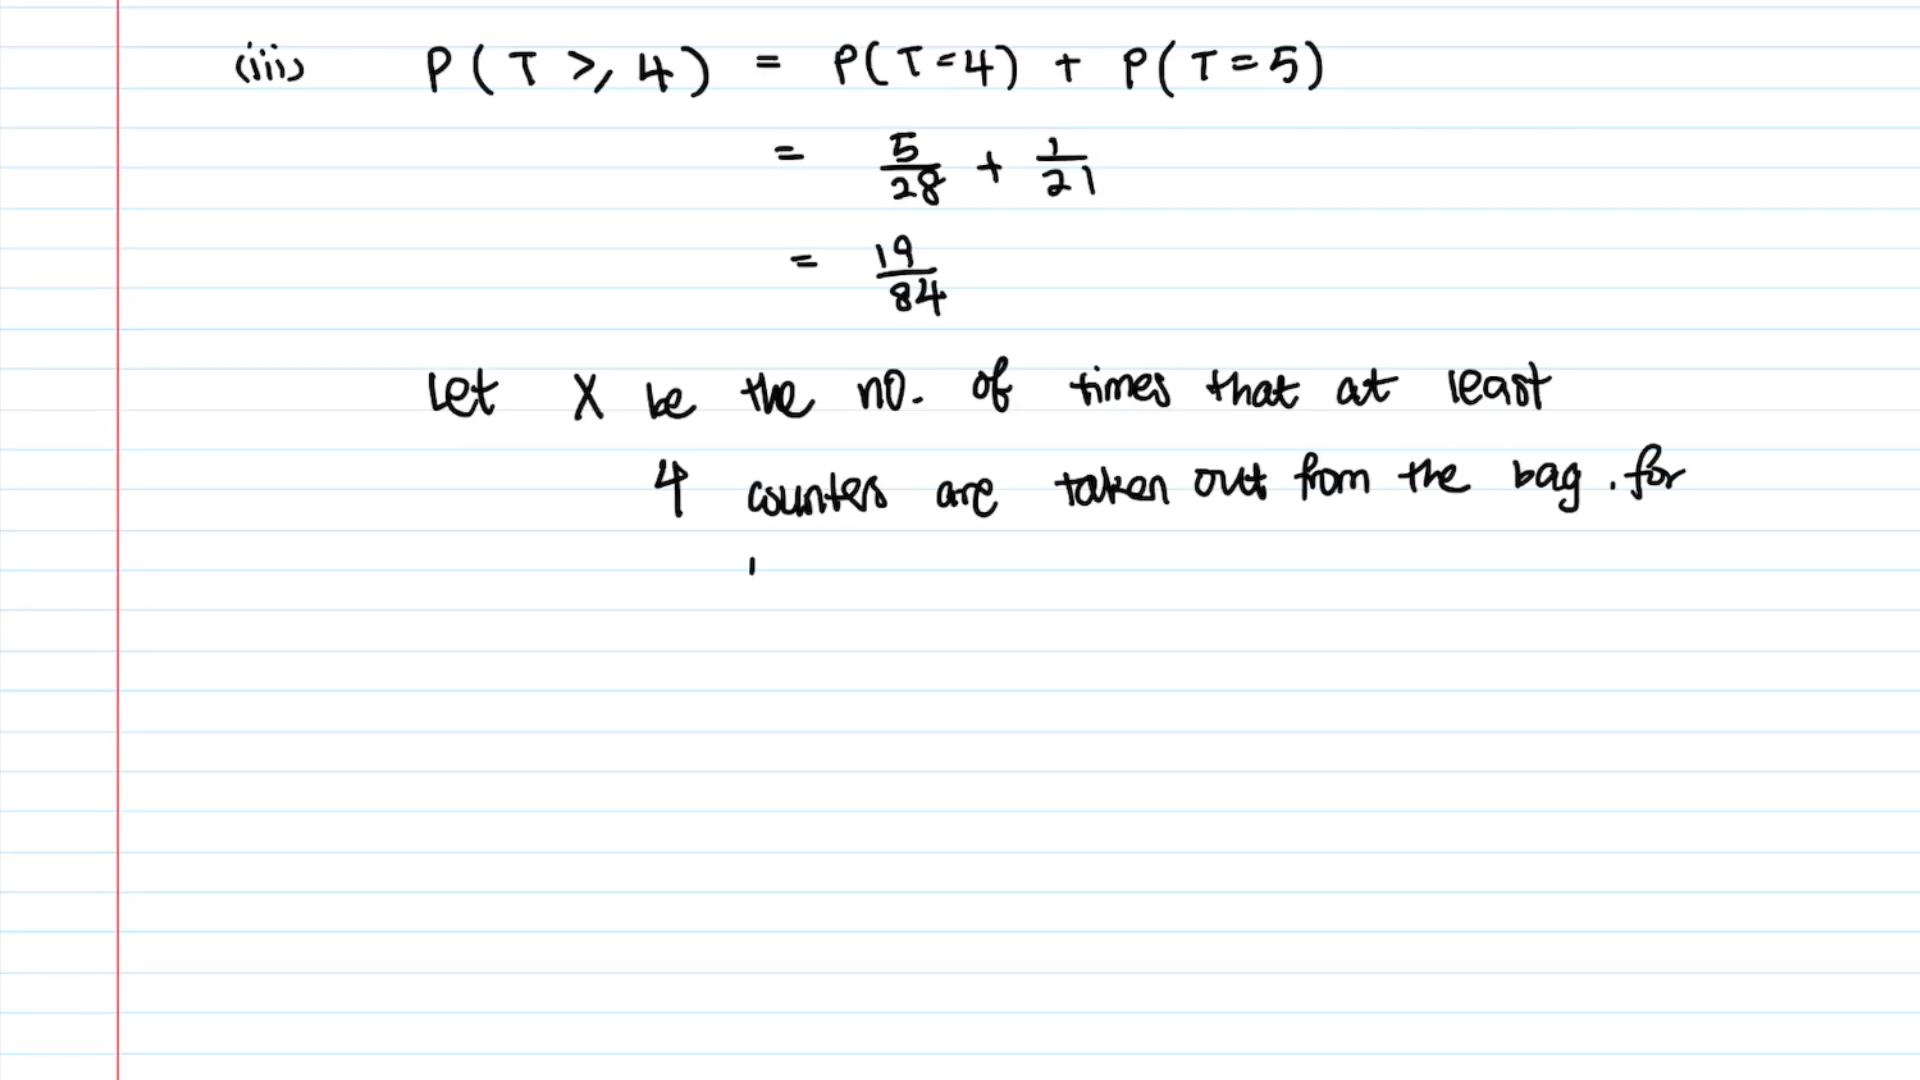 (iii) P(T ≥ 4) = P(T=4) + P(T=5)
= 5/28 + 1/21
= 19/84
Let X be the no. of times that at least
4 counters are taken out from the bag . for